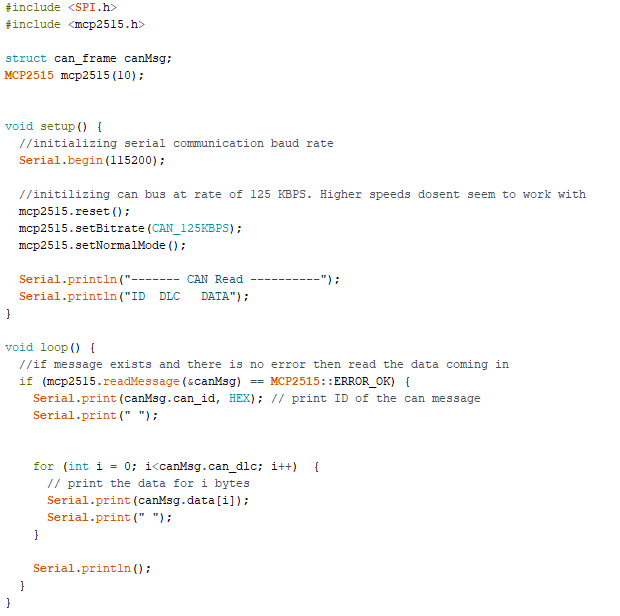 #include <SPI.h>
#include <mcp2515.h>
struct can_frame canMsg;
MCP2515 mcp2515(10);
void setup() {
//initializing serial communication baud rate
Serial.begin(115200);
//initilizing can bus at rate of 125 KBPS. Higher speeds dosent seem to work with
mcp2515.reset();
mcp2515.setBitrate(CAN_125KBPS);
mcp2515.setNormalMode();
Serial.println("------- CAN Read ----------");
Serial.println("ID  DLC   DATA");
}
void loop() {
//if message exists and there is no error then read the data coming in
if (mcp2515.readMessage(&canMsg) == MCP2515::ERROR_OK) {
Serial.print(canMsg.can_id, HEX); // print ID of the can message
Serial.print(" ");
for (int i = 0; i<canMsg.can_dlc; i++)  {
// print the data for i bytes
Serial.print(canMsg.data[i]);
Serial.print(" ");
}
Serial.println();
}
}